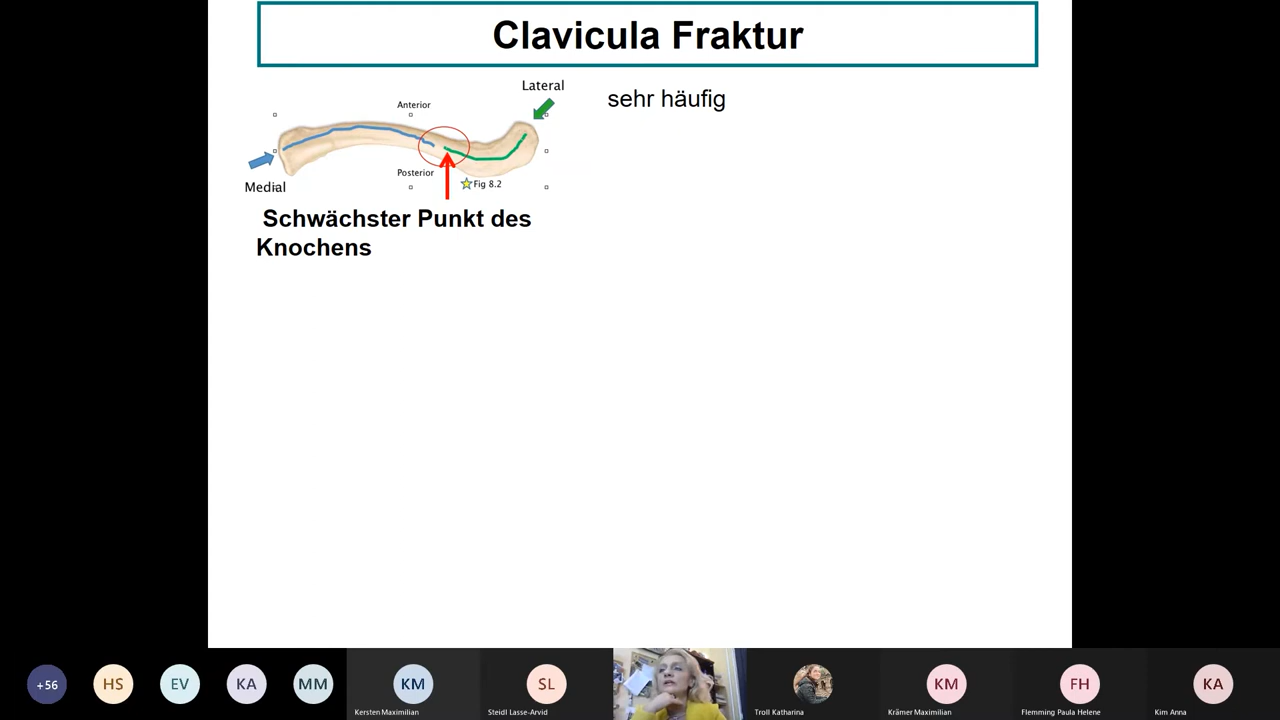 Clavicula Fraktur
Lateral
sehr häufig
Anterior
Posterior
Fig 8.2
Medial
Schwächster Punkt des
Knochens
+56
HS
EV
KA
MM
KM
SL
KM
FH
KA
Kersten Maximilian
Steidl Lasse-Arvid
Troll Katharina
Krämer Maximilian
Flemming Paula Helene
Kim Anna